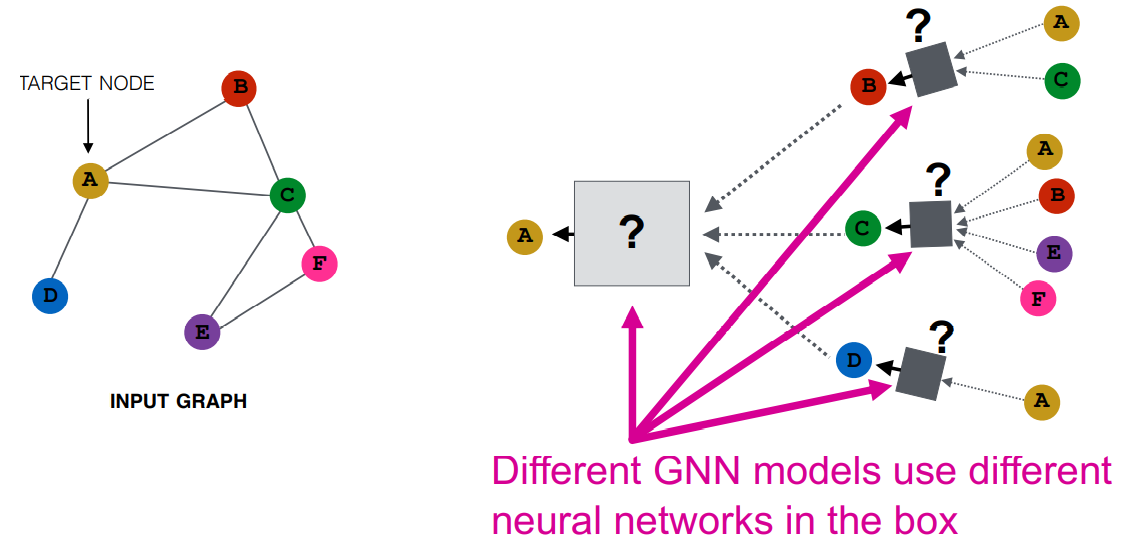 TARGET NODE
B
A
C
F
D
E
INPUT GRAPH
?
A
B
C
?
A
B
?
A
C
E
F
?
D
A
Different GNN models use different
neural networks in the box